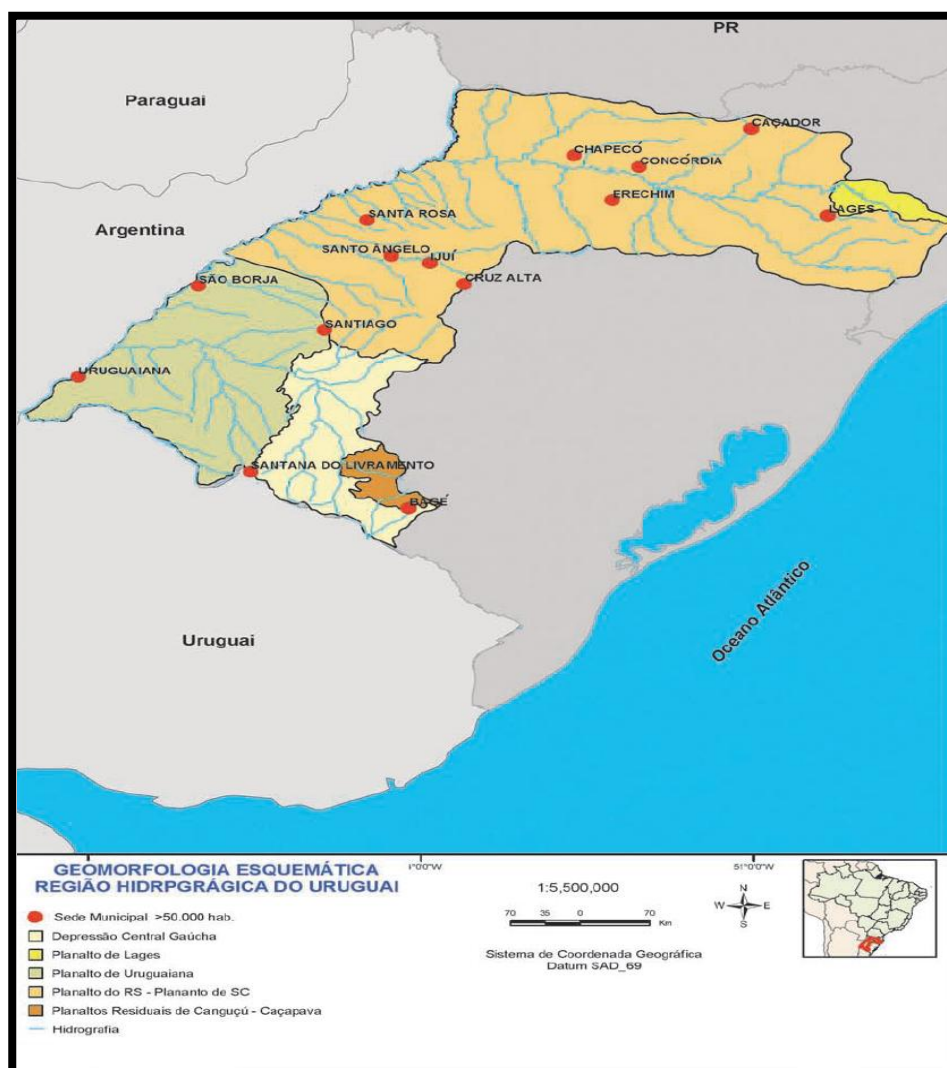 PR
Paraguai
CAÇADOR
CHAPECÓ
CONCÓRDIA
ERECHIM
LAGES
SANTA ROSA
Argentina
SANTO ÂNGELO
IJUÍ
SÃO BORJA
CRUZ ALTA
SANTIAGO
URUGUAIANA
SANTANA DO LIVRAMENTO
BAGÉ
Oceano Atlântico
Uruguai
GEOMORFOLOGIA ESQUEMÁTICA
REGIÃO HIDRPGRÁGICA DO URUGUAI
51°0'0"W
1:5,500,000
70 35 0 70
Km
N
W E
S
Sistema de Coordenada Geográfica
Datum SAD_69
Sede Municipal >50.000 hab.
Depressão Central Gaúcha
Planalto de Lages
Planalto de Uruguaiana
Planalto do RS - Plananto de SC
Planaltos Residuais de Canguçú - Caçapava
Hidrografia